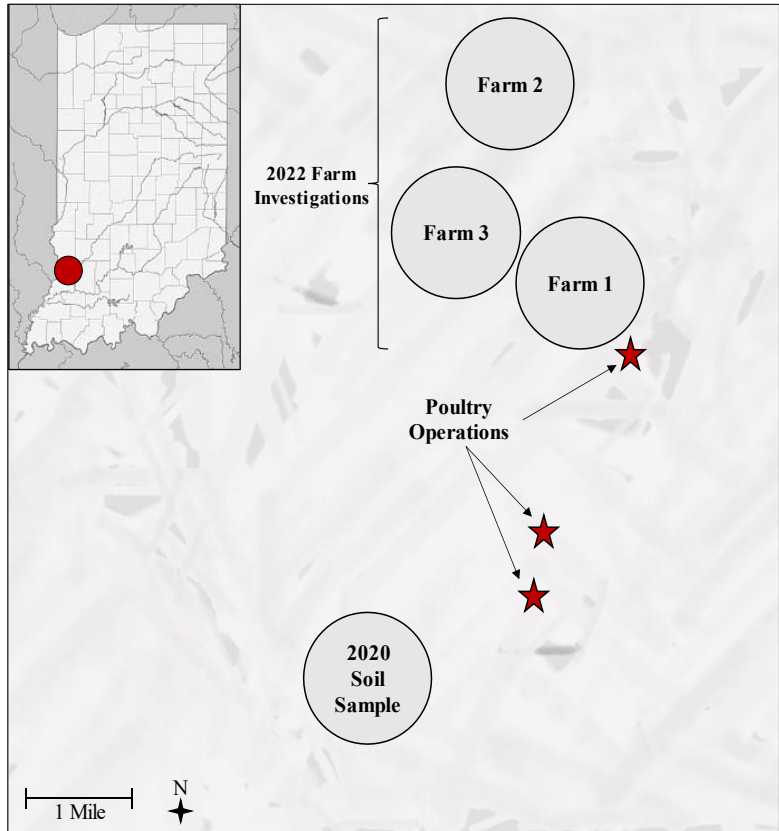 Farm 2
2022 Farm
Investigations
Farm 3
Farm 1
Poultry
Operations
2020
Soil
Sample
1 Mile
N